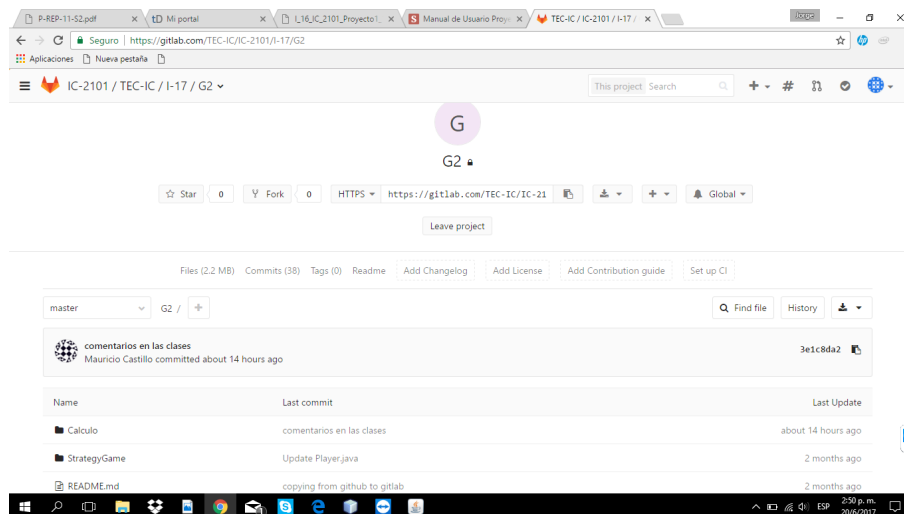 P-REP-11-S2.pdf tD Mi portal I_16_IC_2101_Proyecto1_ S Manual de Usuario Proye TEC-IC / IC-2101 / I-17 / Jorge
Seguro https://gitlab.com/TEC-IC/IC-2101/I-17/G2
Aplicaciones Nueva pestaña
IC-2101 / TEC-IC / I-17 / G2 This project Search
G
G2
Star 0 Fork 0 HTTPS https://gitlab.com/TEC-IC/IC-21 Global
Leave project
Files (2.2 MB) Commits (38) Tags (0) Readme Add Changelog Add License Add Contribution guide Set up CI
master G2 / + Find file History
comentarios en las clases
Mauricio Castillo committed about 14 hours ago 3e1c8da2
Name Last commit Last Update
Calculo comentarios en las clases about 14 hours ago
StrategyGame Update Player.java 2 months ago
README.md copying from github to gitlab 2 months ago
ESP 2:50 p. m.
20/6/2017